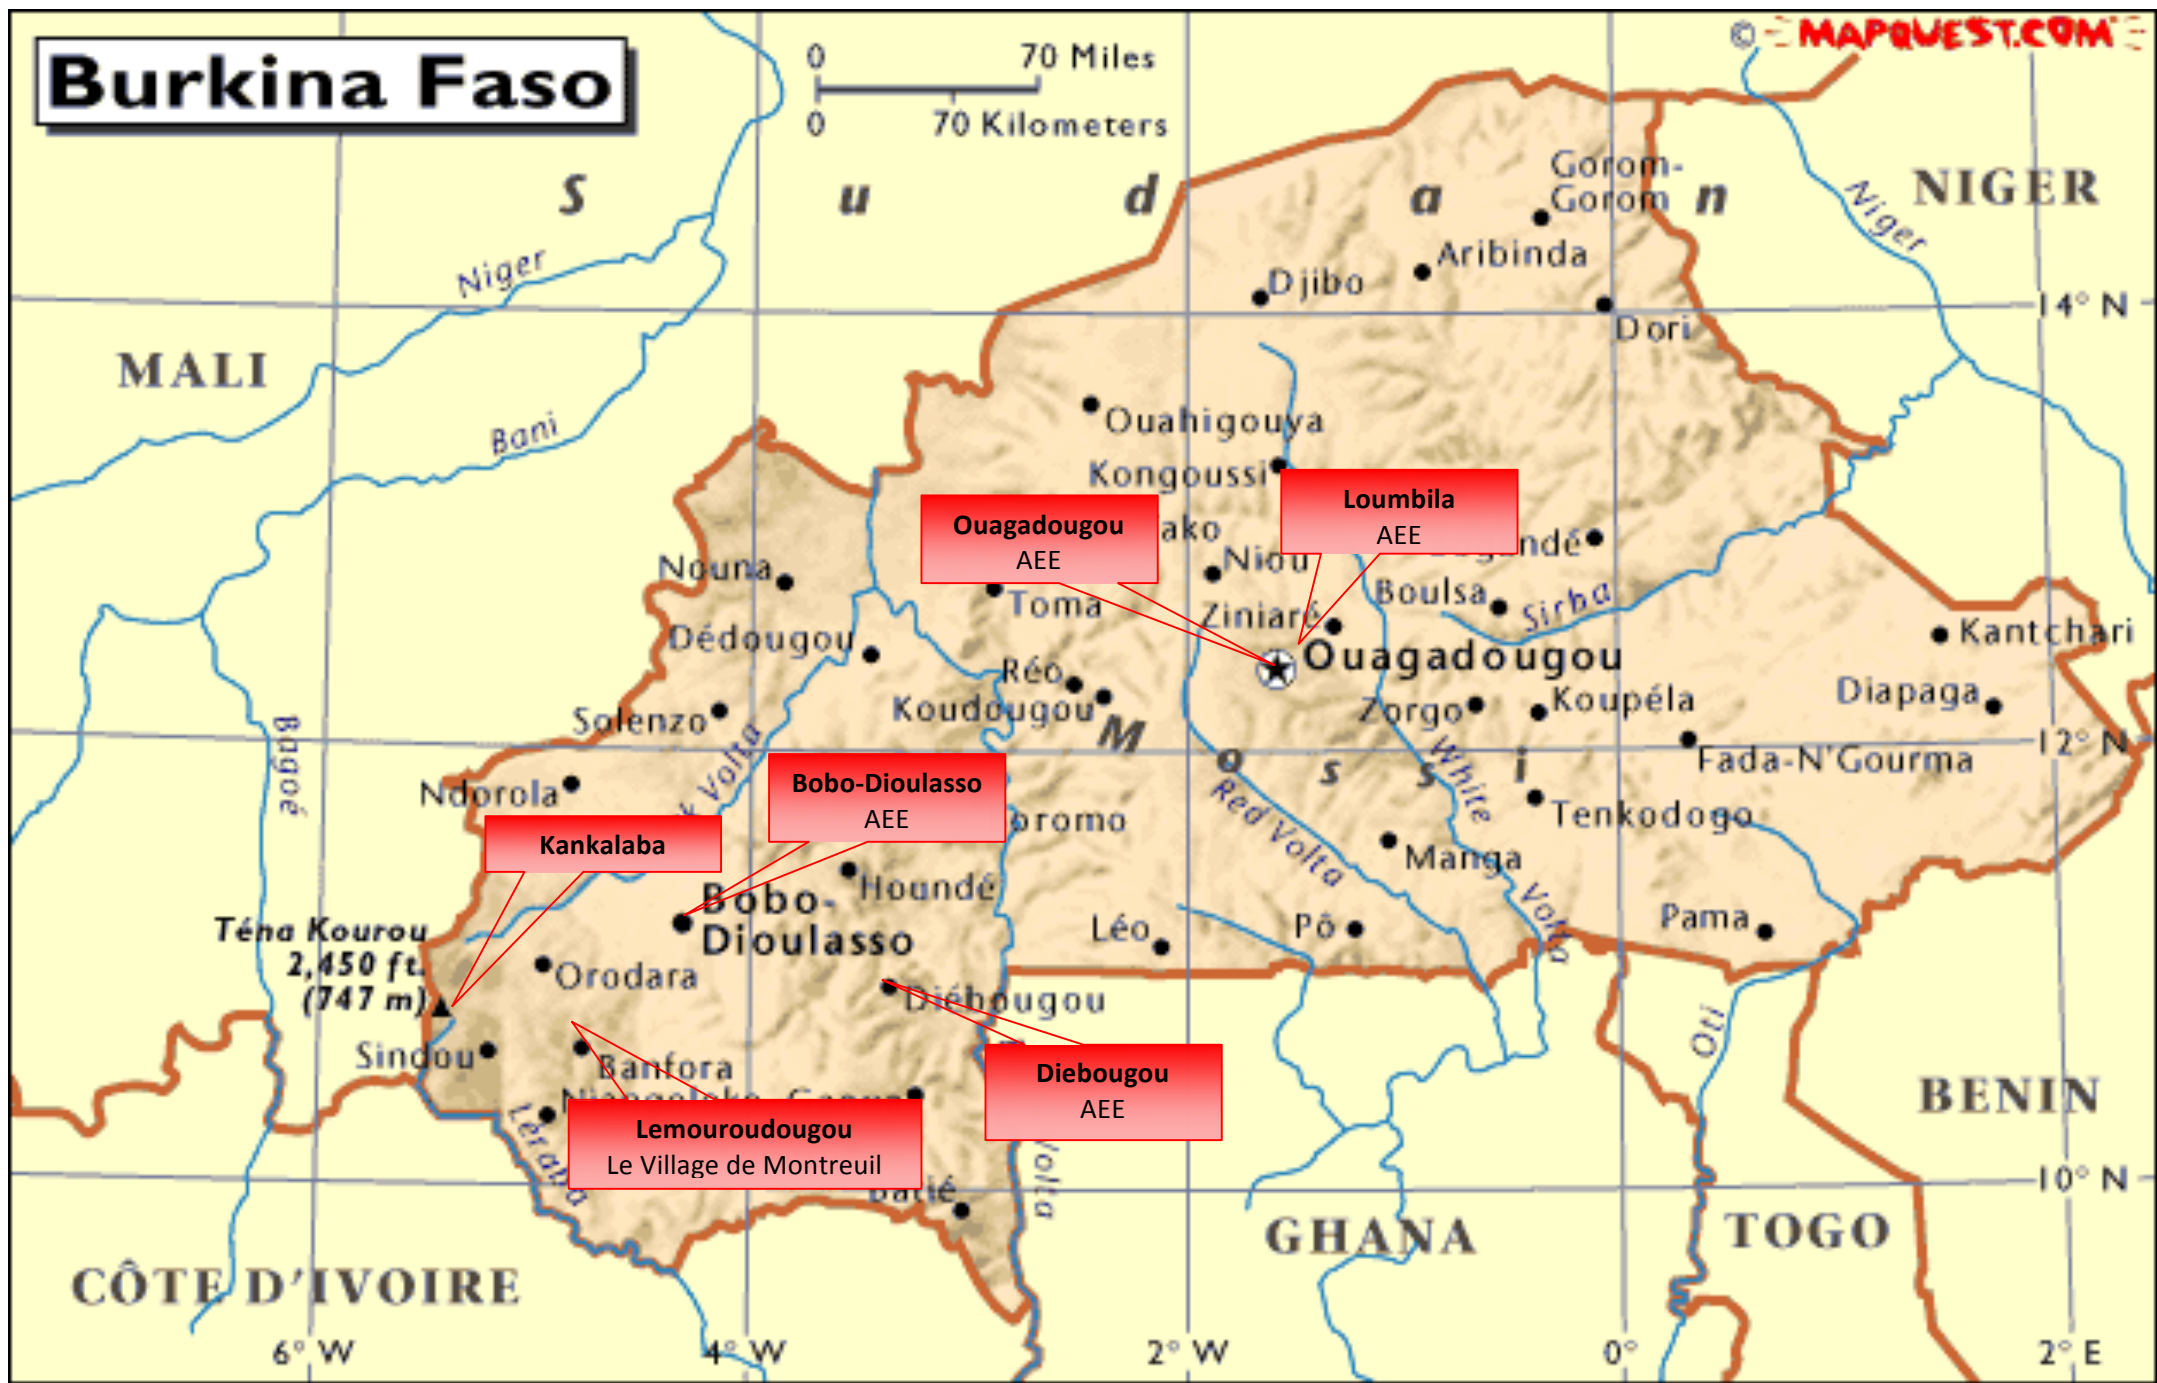 Burkina Faso
0 70 Miles
0 70 Kilometers
© MAPQUEST.COM
S u d a n
NIGER
Niger
Gorom-
Gorom
Aribinda
Djibo
Dori
14° N
Niger
MALI
Bani
Ouahigouya
Kongoussi
Loumbila
AEE
Ouagadougou
AEE
Niou
Boulsa
Sirba
Nouna
Toma
Ziniaré
Kantchari
Dédougou
Ouagadougou
Réo
Koudougou
Diapaga
Zorgo
Koupéla
Solenzo
Mossi
12° N
Fada-N'Gourma
Bagoé
Volta
White
Volta
Ndorola
Bobo-Dioulasso
AEE
Tenkodogo
Red Volta
Kankalaba
Manga
Houndé
Bobo-
Dioulasso
Téna Kourou
2,450 ft.
(747 m)
Léo
Pô
Pama
Orodara
Diébougou
Oti
Sindou
Banfora
Diebougou
AEE
BENIN
Léraba
Lemouroudougou
Le Village de Montreuil
Batié
10° N
GHANA
TOGO
CÔTE D'IVOIRE
6° W
4° W
2° W
0°
2° E